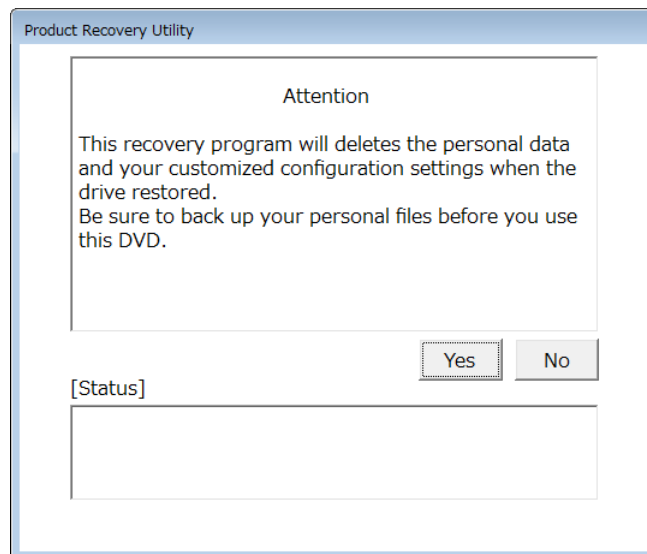 Product Recovery Utility
Attention
This recovery program will deletes the personal data
and your customized configuration settings when the
drive restored.
Be sure to back up your personal files before you use
this DVD.
Yes No
[Status]